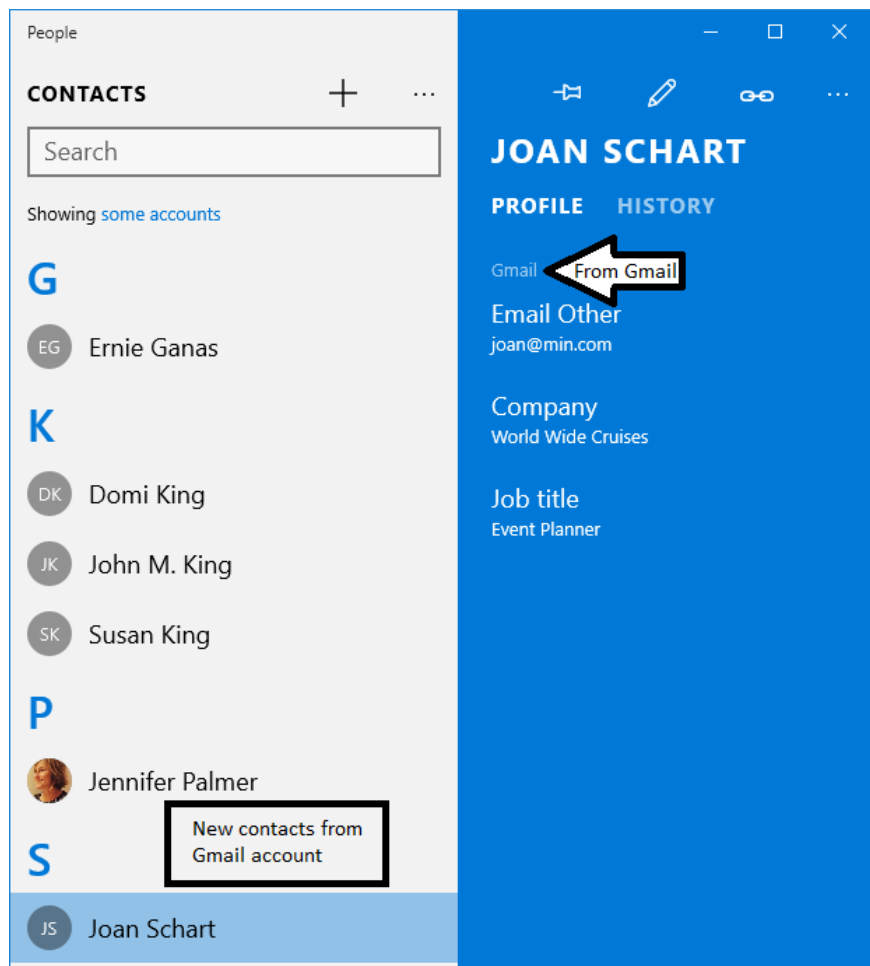 People
CONTACTS
Search
Showing some accounts
G
EG Ernie Ganas
K
DK Domi King
JK John M. King
SK Susan King
P
Jennifer Palmer
New contacts from
Gmail account
S
JS Joan Schart
JOAN SCHART
PROFILE HISTORY
Gmail From Gmail
Email Other
joan@min.com
Company
World Wide Cruises
Job title
Event Planner